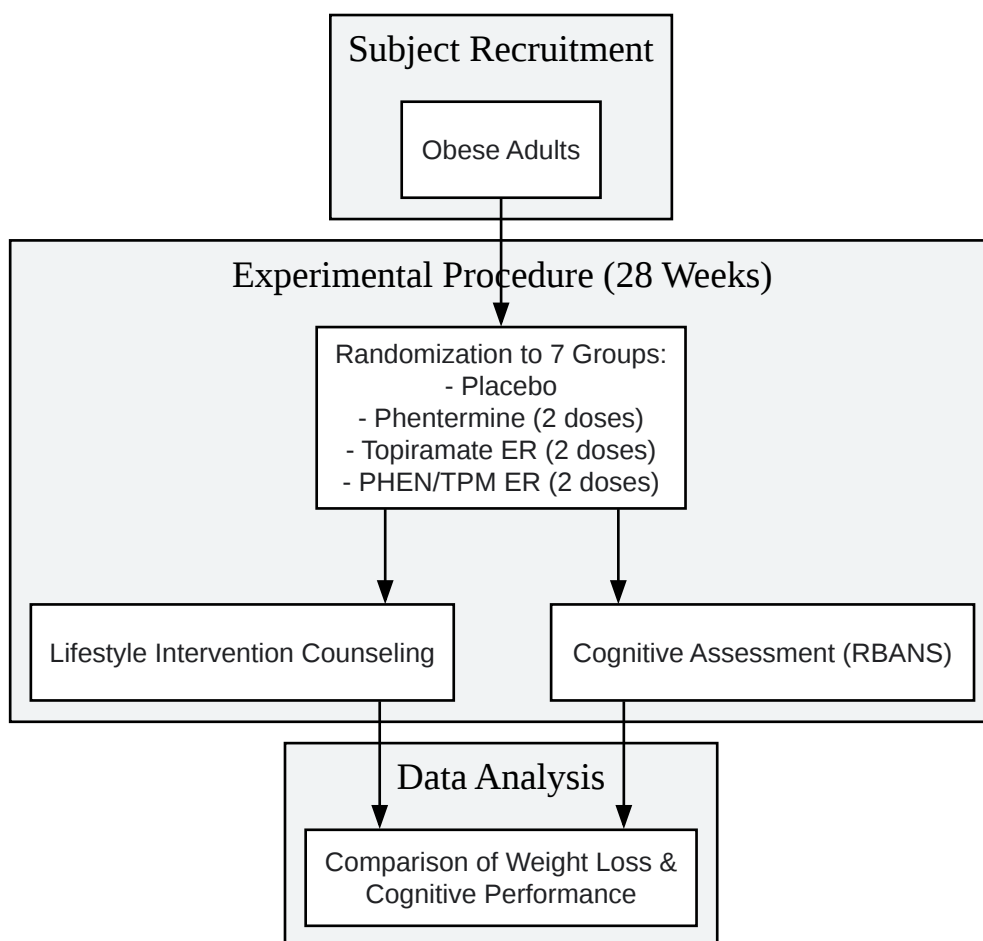 Subject Recruitment
Obese Adults
Experimental Procedure (28 Weeks)
Randomization to 7 Groups:
- Placebo
- Phentermine (2 doses)
- Topiramate ER (2 doses)
- PHEN/TPM ER (2 doses)
Lifestyle Intervention Counseling
Cognitive Assessment (RBANS)
Data Analysis
Comparison of Weight Loss &
Cognitive Performance